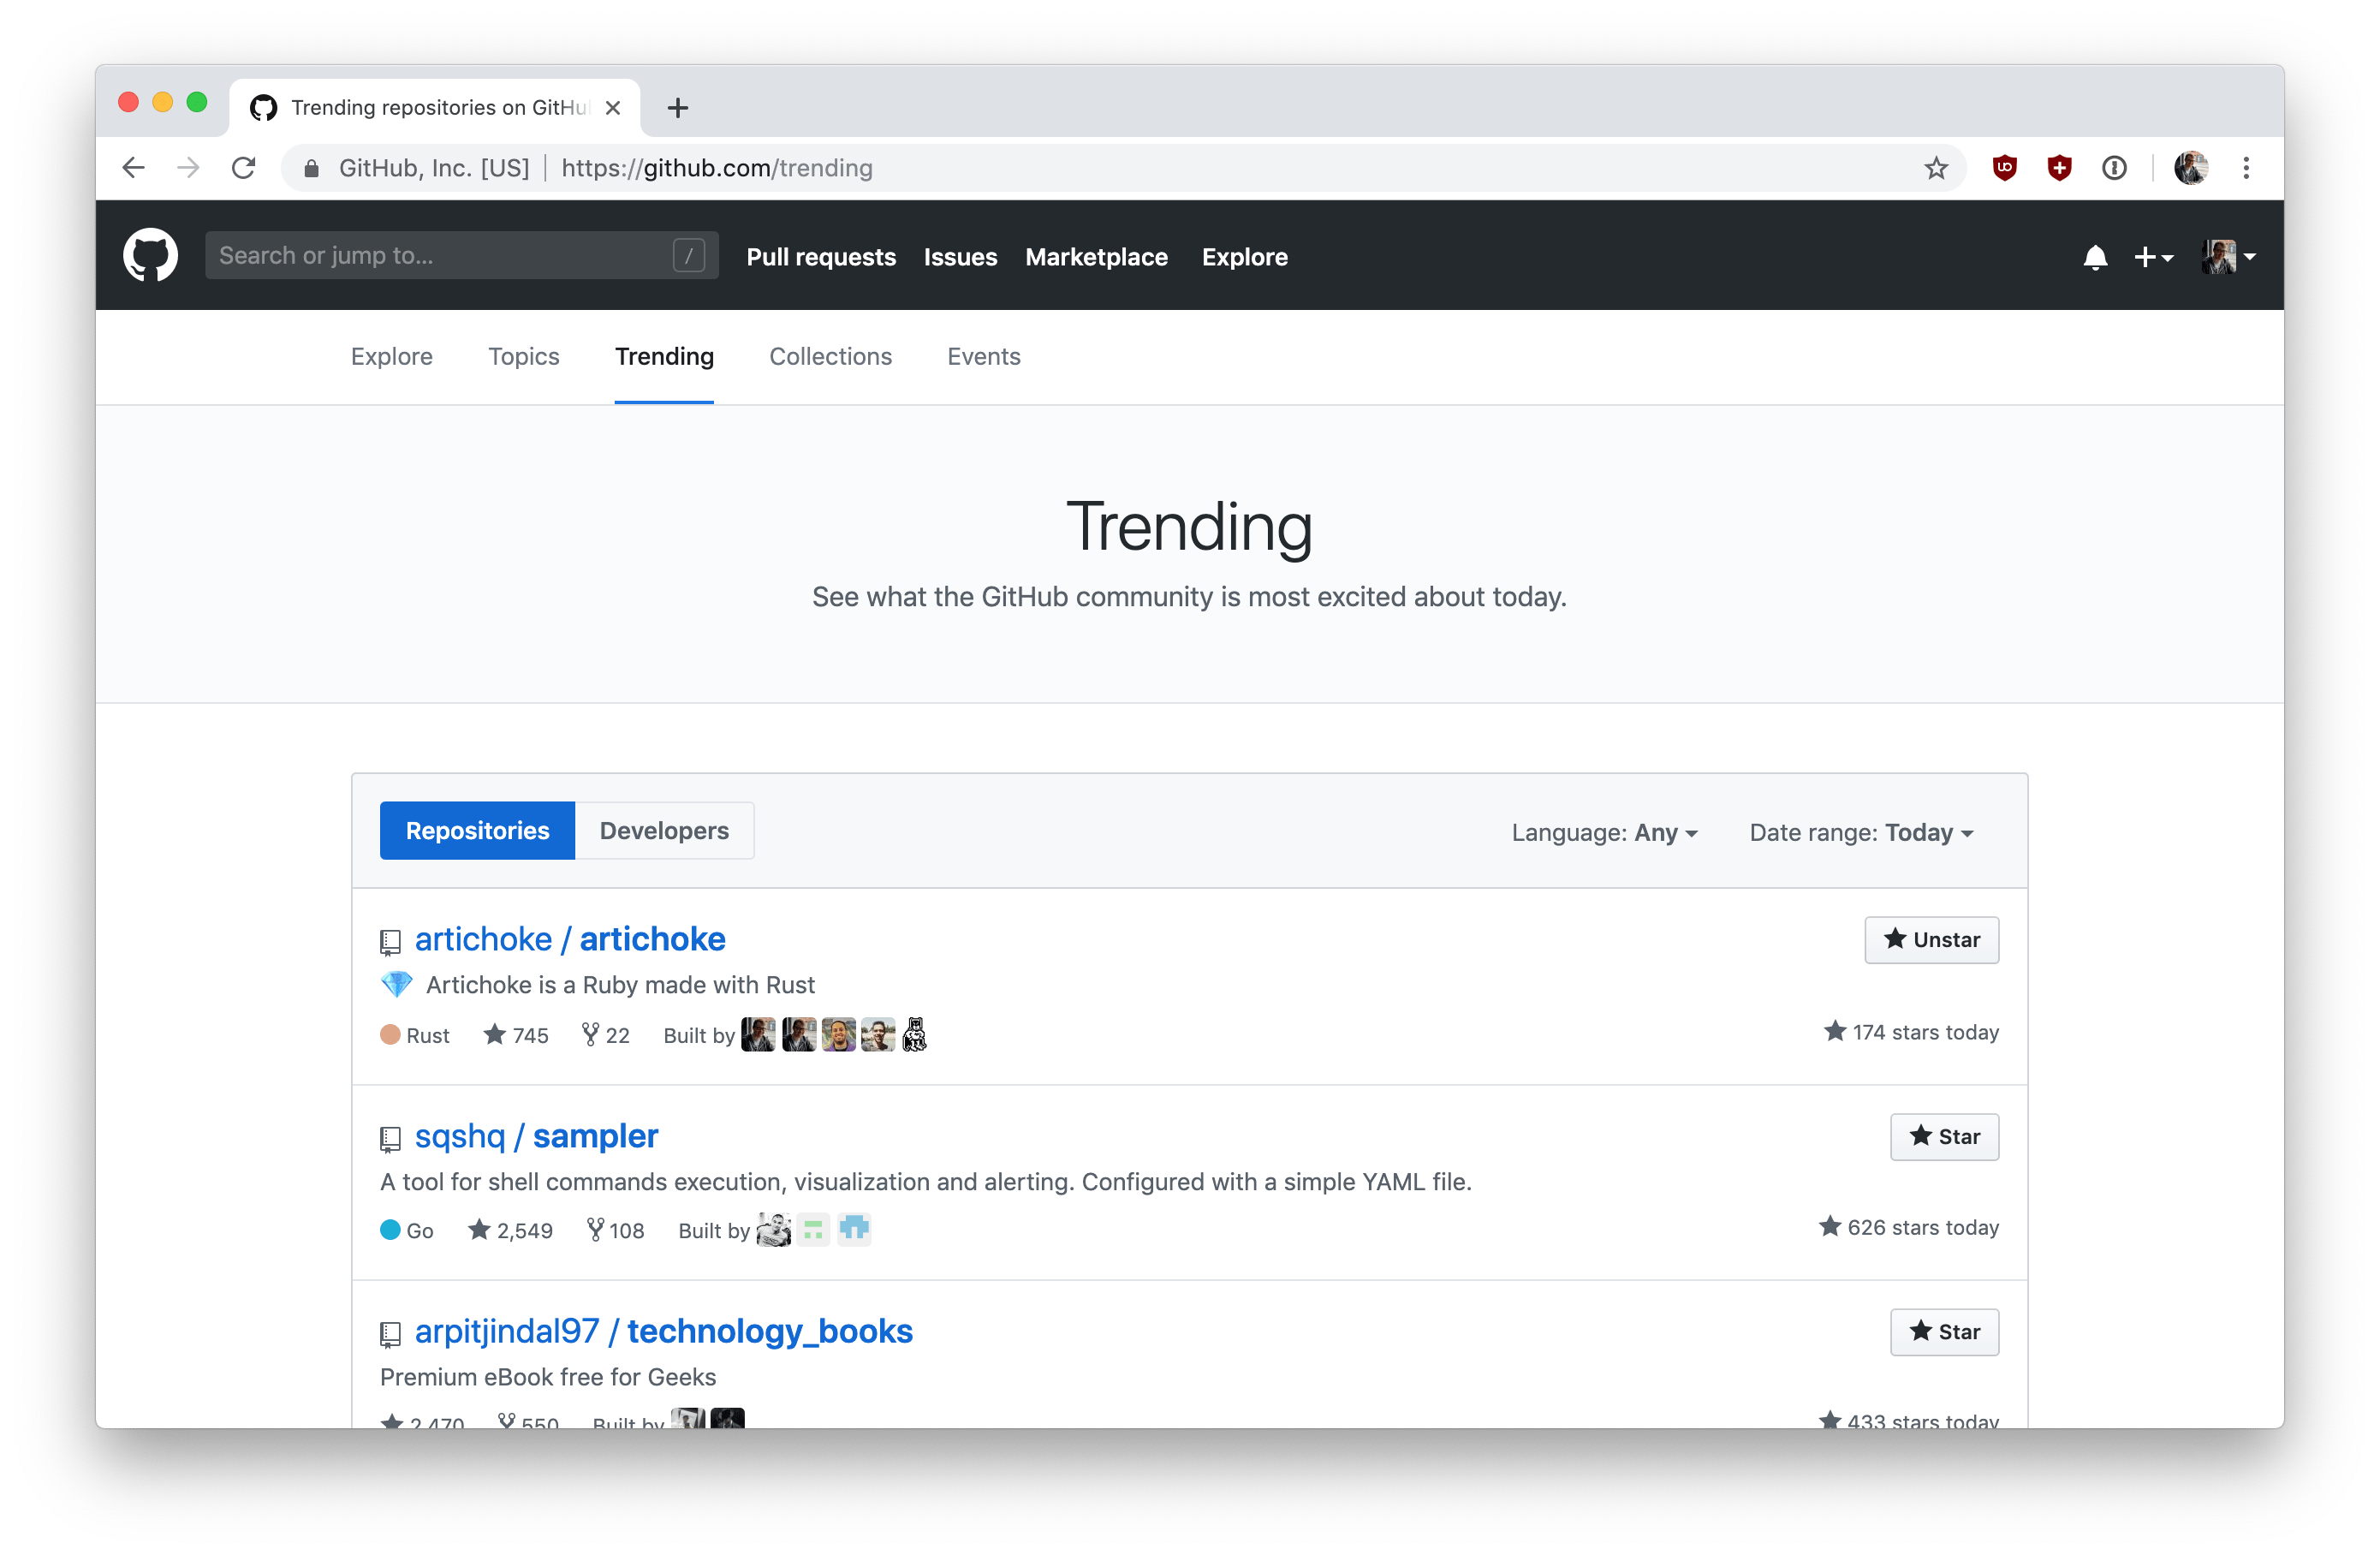 Trending repositories on GitHu
GitHub, Inc. [US] | https://github.com/trending
Search or jump to... /
Pull requests Issues Marketplace Explore
Explore Topics Trending Collections Events
Trending
See what the GitHub community is most excited about today.
Repositories Developers Language: Any Date range: Today
artichoke / artichoke Unstar
Artichoke is a Ruby made with Rust
Rust 745 22 Built by 174 stars today
sqshq / sampler Star
A tool for shell commands execution, visualization and alerting. Configured with a simple YAML file.
Go 2,549 108 Built by 626 stars today
arpitjindal97 / technology_books Star
Premium eBook free for Geeks
2,470 550 Built by 433 stars today